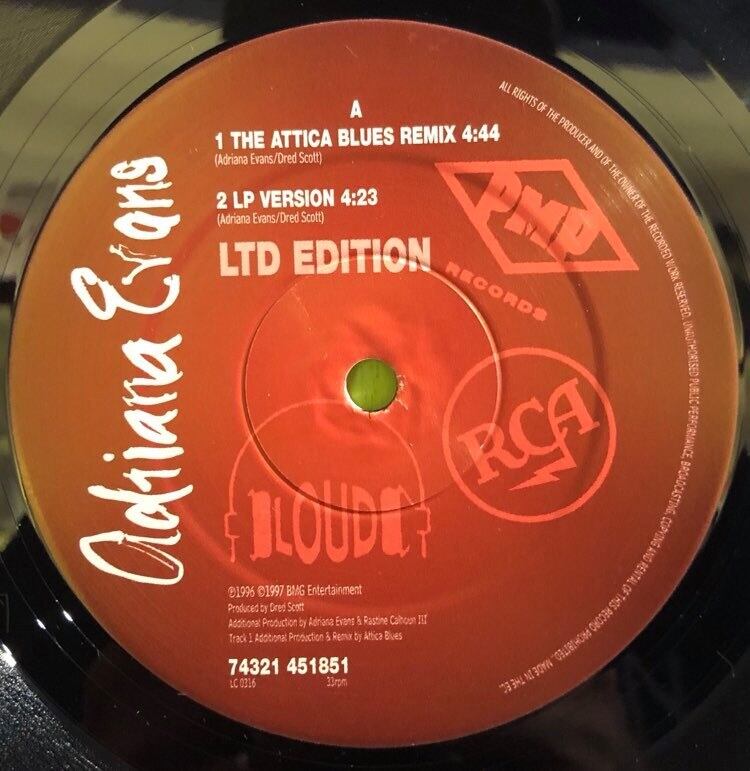 Adriana Evans
A
1 THE ATTICA BLUES REMIX 4:44
(Adriana Evans/Dred Scott)
2 LP VERSION 4:23
(Adriana Evans/Dred Scott)
LTD EDITION
PMP
RECORDS
RCA
LOUD
℗1996 ©1997 BMG Entertainment
Produced by Dred Scott
Additional Production by Adriana Evans & Rastine Calhoun III
Track 1 Additional Production & Remix by Attica Blues
74321 451851
LC 0316 33rpm
ALL RIGHTS OF THE PRODUCER AND OF THE OWNER OF THE RECORDED WORK RESERVED. UNAUTHORISED PUBLIC PERFORMANCE, BROADCASTING, COPYING AND RENTAL OF THIS RECORD PROHIBITED. MADE IN THE EC.